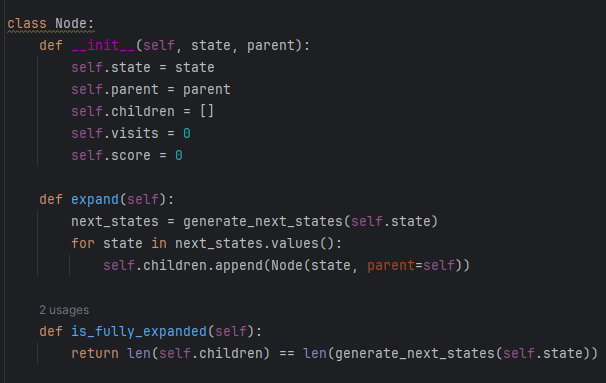 class Node:
    def __init__(self, state, parent):
        self.state = state
        self.parent = parent
        self.children = []
        self.visits = 0
        self.score = 0
    def expand(self):
        next_states = generate_next_states(self.state)
        for state in next_states.values():
            self.children.append(Node(state, parent=self))
    2 usages
    def is_fully_expanded(self):
        return len(self.children) == len(generate_next_states(self.state))